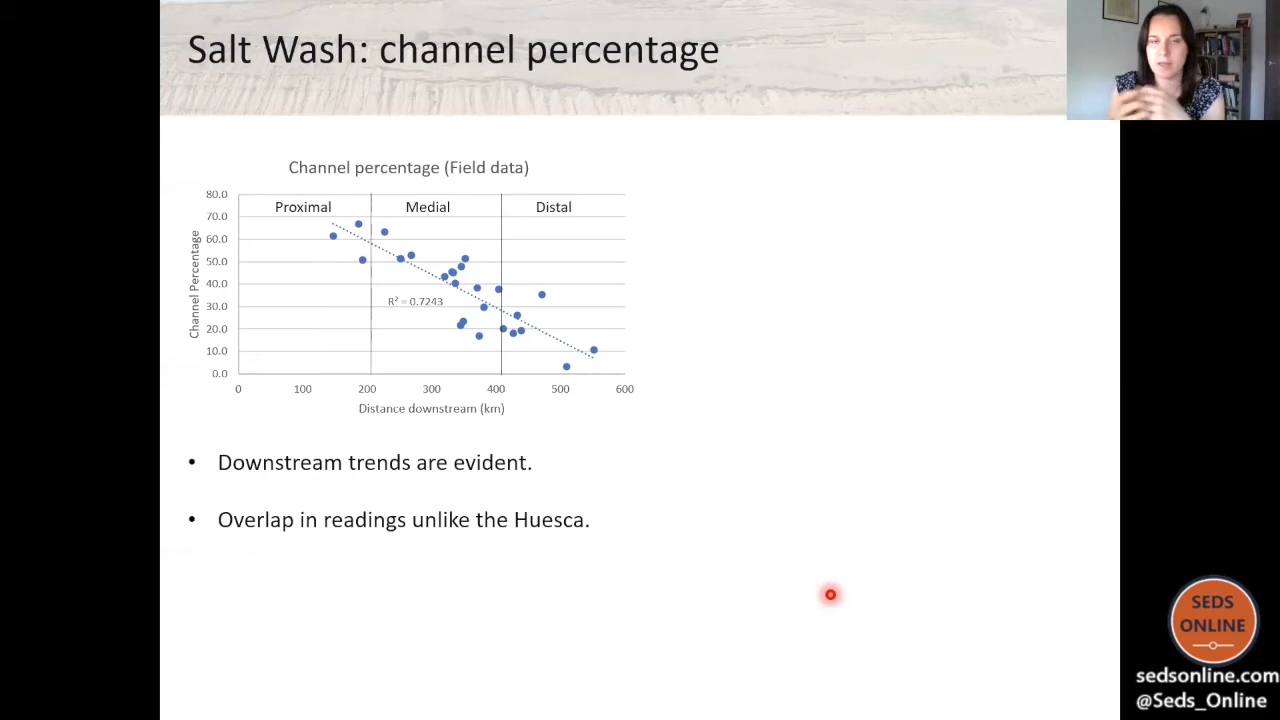 Salt Wash: channel percentage
Channel percentage (Field data)
80.0
70.0
60.0
50.0
40.0
30.0
20.0
10.0
0.0
Channel Percentage
Proximal
Medial
Distal
R² = 0.7243
0 100 200 300 400 500 600
Distance downstream (km)
• Downstream trends are evident.
• Overlap in readings unlike the Huesca.
SEDS
ONLINE
sedsonline.com
@Seds_Online